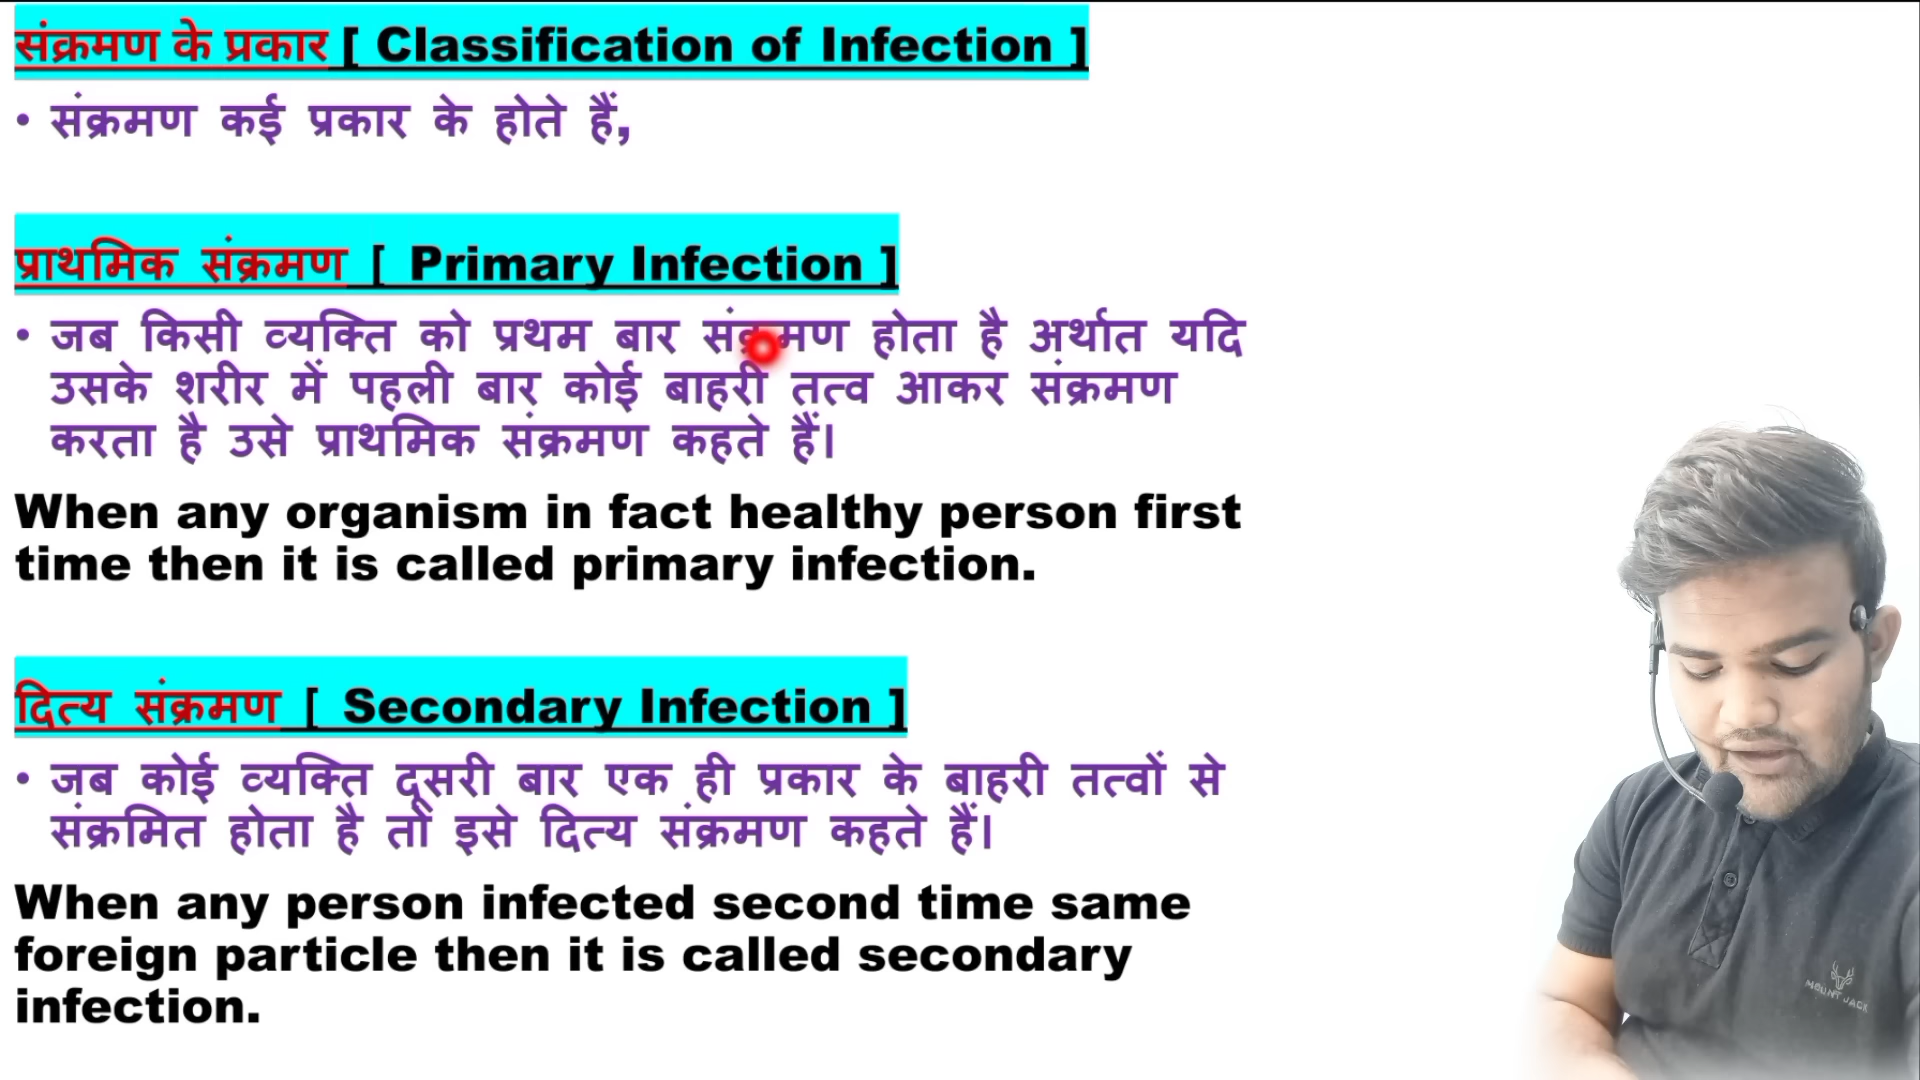 संक्रमण के प्रकार [ Classification of Infection ]
• संक्रमण कई प्रकार के होते हैं,
प्राथमिक संक्रमण [ Primary Infection ]
• जब किसी व्यक्ति को प्रथम बार संक्रमण होता है अर्थात यदि
उसके शरीर में पहली बार कोई बाहरी तत्व आकर संक्रमण
करता है उसे प्राथमिक संक्रमण कहते हैं।
When any organism in fact healthy person first
time then it is called primary infection.
दित्य संक्रमण [ Secondary Infection ]
• जब कोई व्यक्ति दूसरी बार एक ही प्रकार के बाहरी तत्वों से
संक्रमित होता है तो इसे दित्य संक्रमण कहते हैं।
When any person infected second time same
foreign particle then it is called secondary
infection.
MOUNT JACK